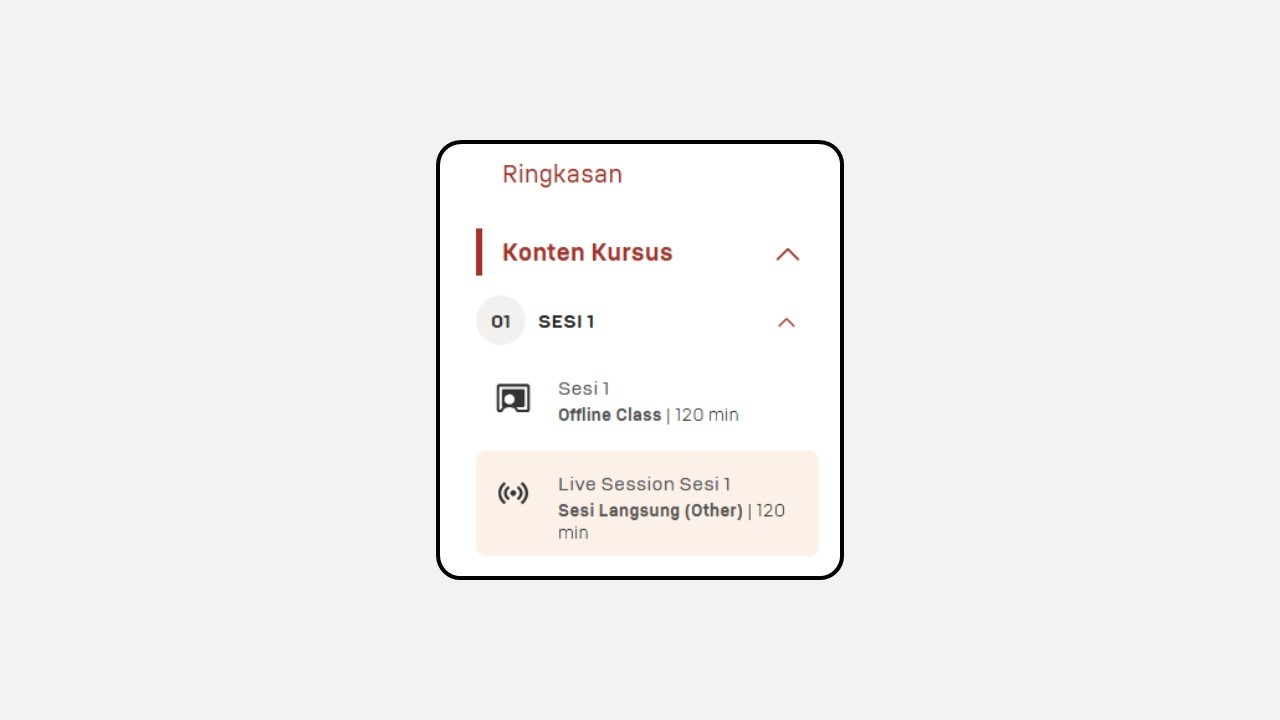 Ringkasan
Konten Kursus
01 SESI 1
Sesi 1
Offline Class | 120 min
Live Session Sesi 1
Sesi Langsung (Other) | 120
min